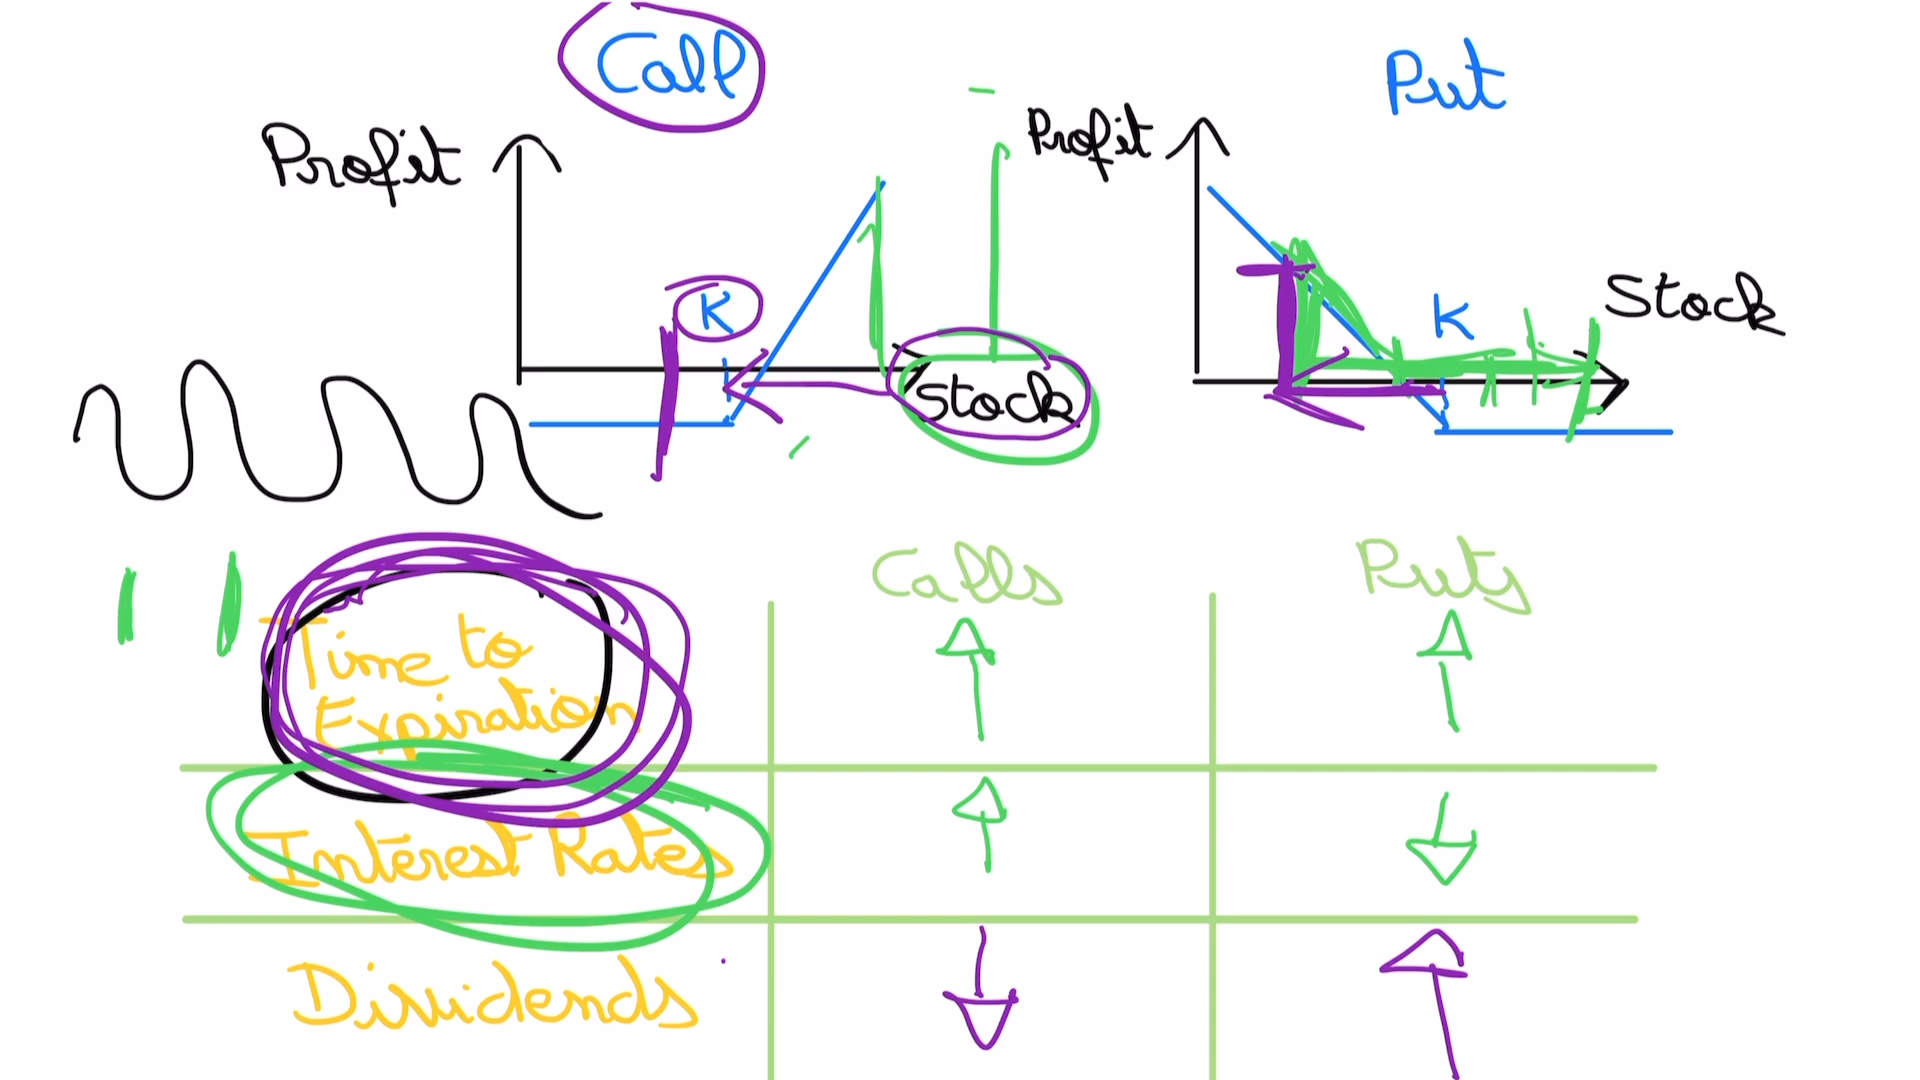 Call
Put
Profit
Profit
K
K
Stock
Stock
Calls
Puts
Time to
Expiration
Interest Rates
Dividends